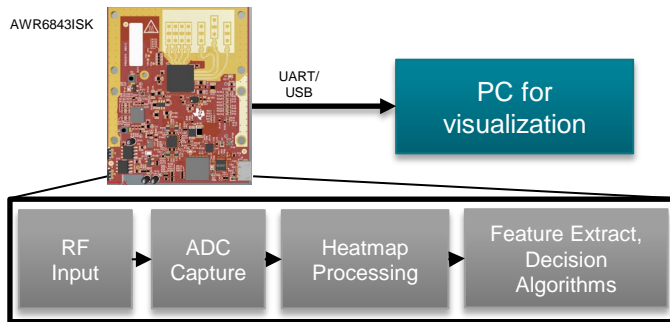 AWR6843ISK
UART/
USB
PC for
visualization
RF
Input
ADC
Capture
Heatmap
Processing
Feature Extract,
Decision
Algorithms